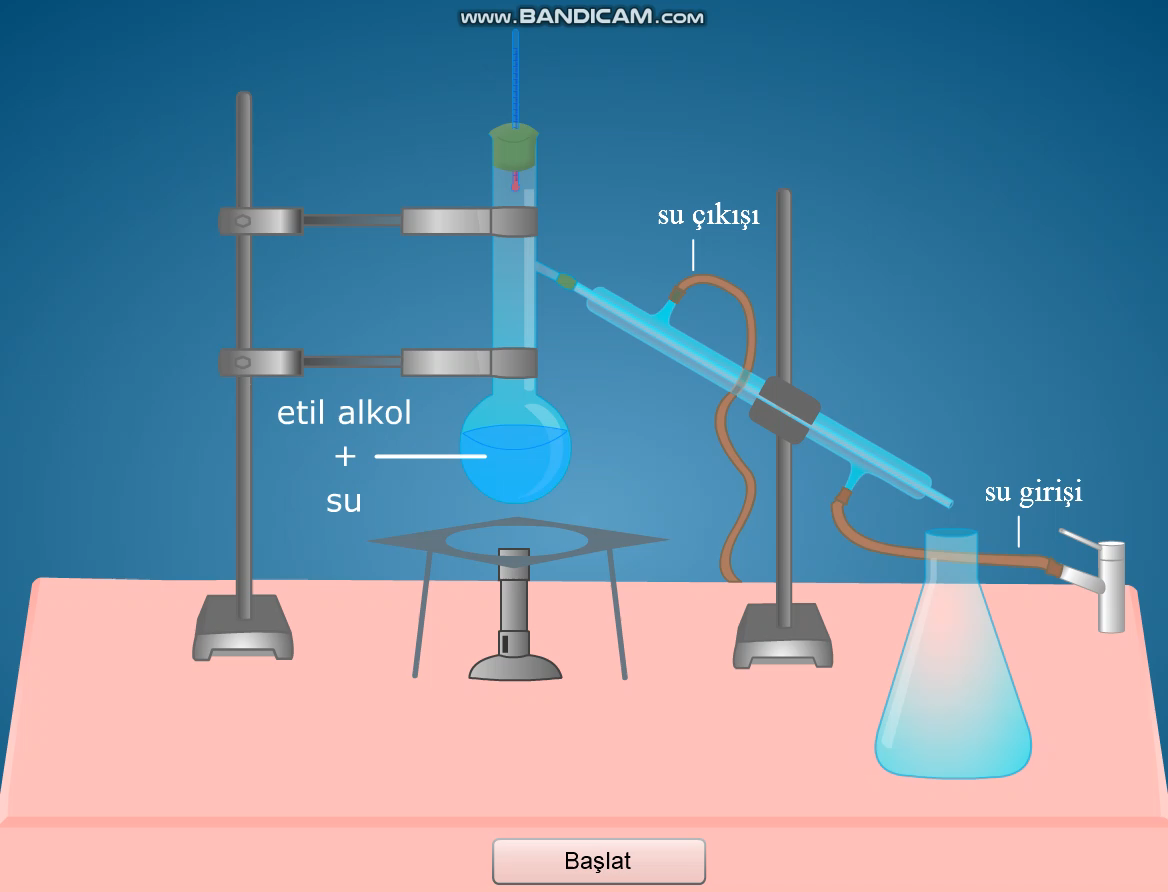 www.BANDICAM.com
su çıkışı
etil alkol
+
su
su girişi
Başlat